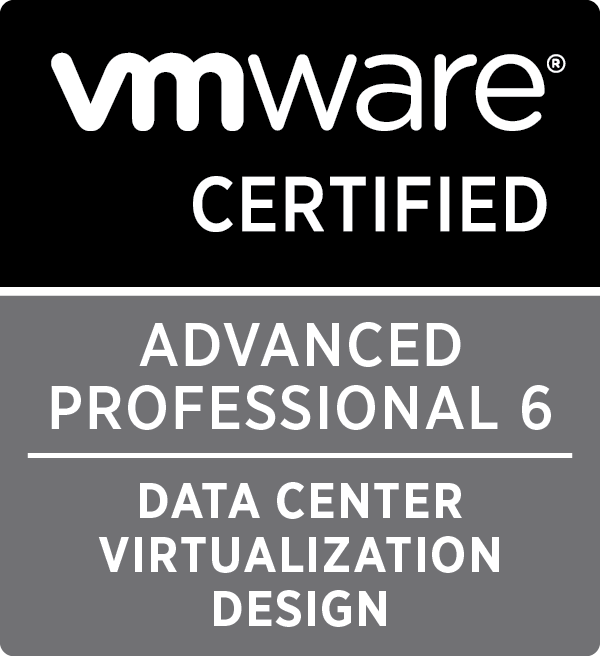 vmware®
CERTIFIED
ADVANCED
PROFESSIONAL 6
DATA CENTER
VIRTUALIZATION
DESIGN